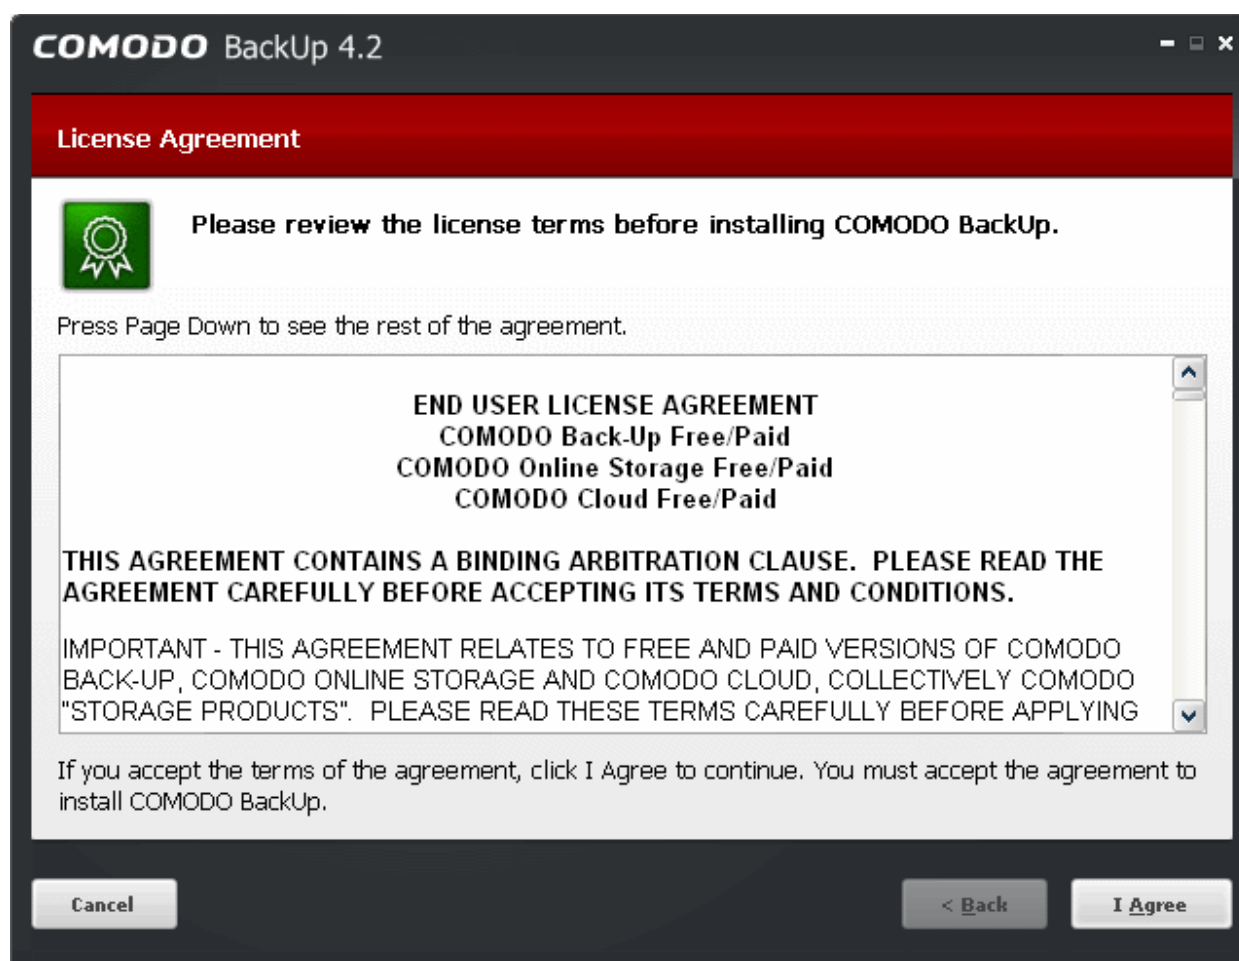 COMODO BackUp 4.2
License Agreement
Please review the license terms before installing COMODO BackUp.
Press Page Down to see the rest of the agreement.
END USER LICENSE AGREEMENT
COMODO Back-Up Free/Paid
COMODO Online Storage Free/Paid
COMODO Cloud Free/Paid
THIS AGREEMENT CONTAINS A BINDING ARBITRATION CLAUSE.  PLEASE READ THE
AGREEMENT CAREFULLY BEFORE ACCEPTING ITS TERMS AND CONDITIONS.
IMPORTANT - THIS AGREEMENT RELATES TO FREE AND PAID VERSIONS OF COMODO
BACK-UP, COMODO ONLINE STORAGE AND COMODO CLOUD, COLLECTIVELY COMODO
"STORAGE PRODUCTS".  PLEASE READ THESE TERMS CAREFULLY BEFORE APPLYING
If you accept the terms of the agreement, click I Agree to continue. You must accept the agreement to
install COMODO BackUp.
Cancel
< Back
I Agree